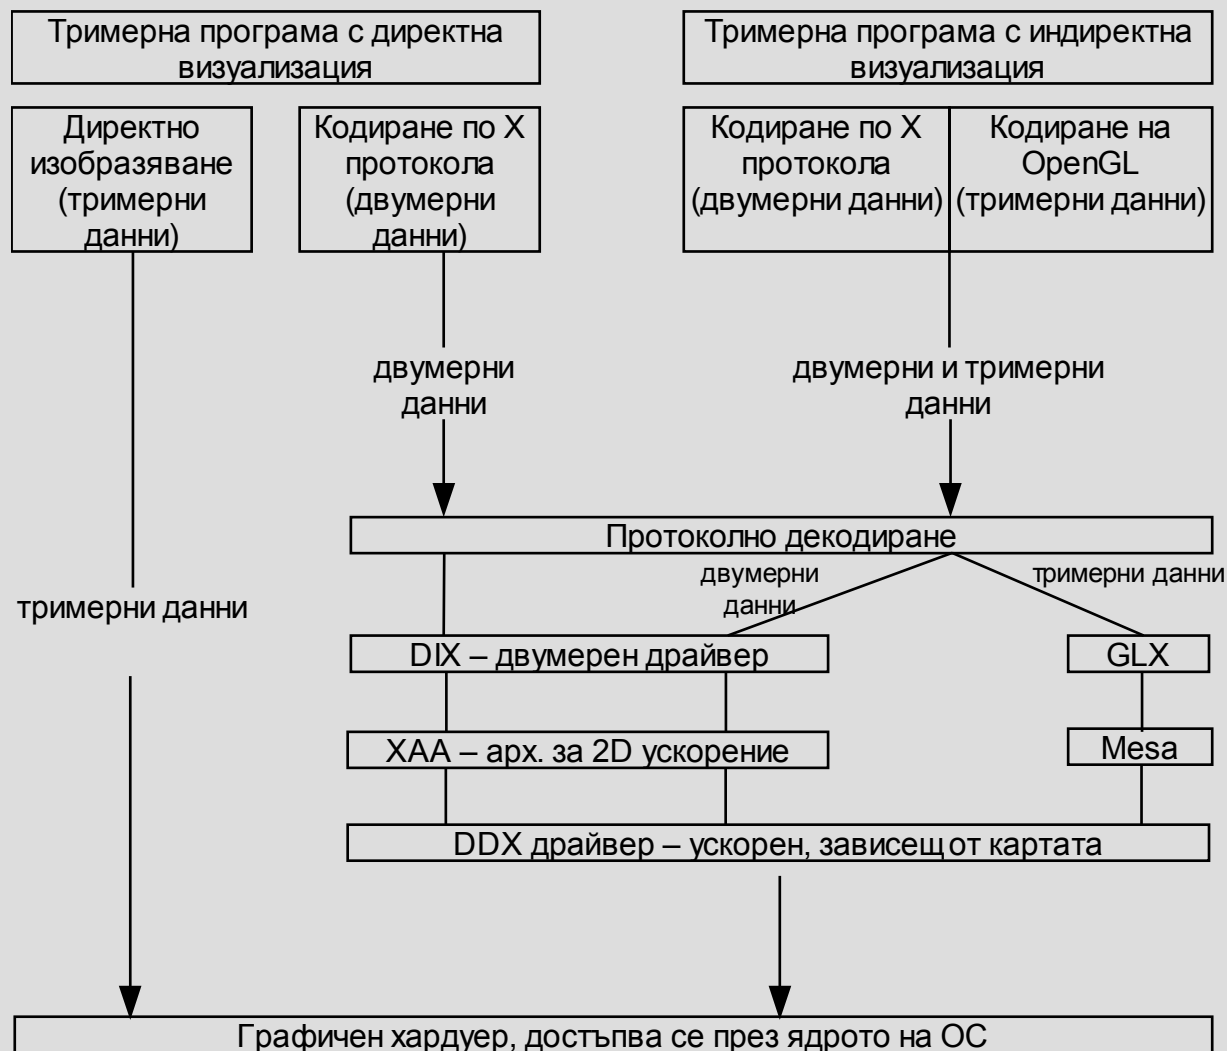 Тримерна програма с директна
визуализация
Тримерна програма с индиректна
визуализация
Директно
изобразяване
(тримерни
данни)
Кодиране по X
протокола
(двумерни
данни)
Кодиране по X
протокола
(двумерни данни)
Кодиране на
OpenGL
(тримерни данни)
двумерни
данни
двумерни и тримерни
данни
Протоколно декодиране
двумерни
данни
тримерни данни
тримерни данни
DIX – двумерен драйвер
GLX
XAA – арх. за 2D ускорение
Mesa
DDX драйвер – ускорен, зависещ от картата
Графичен хардуер, достъпва се през ядрото на ОС